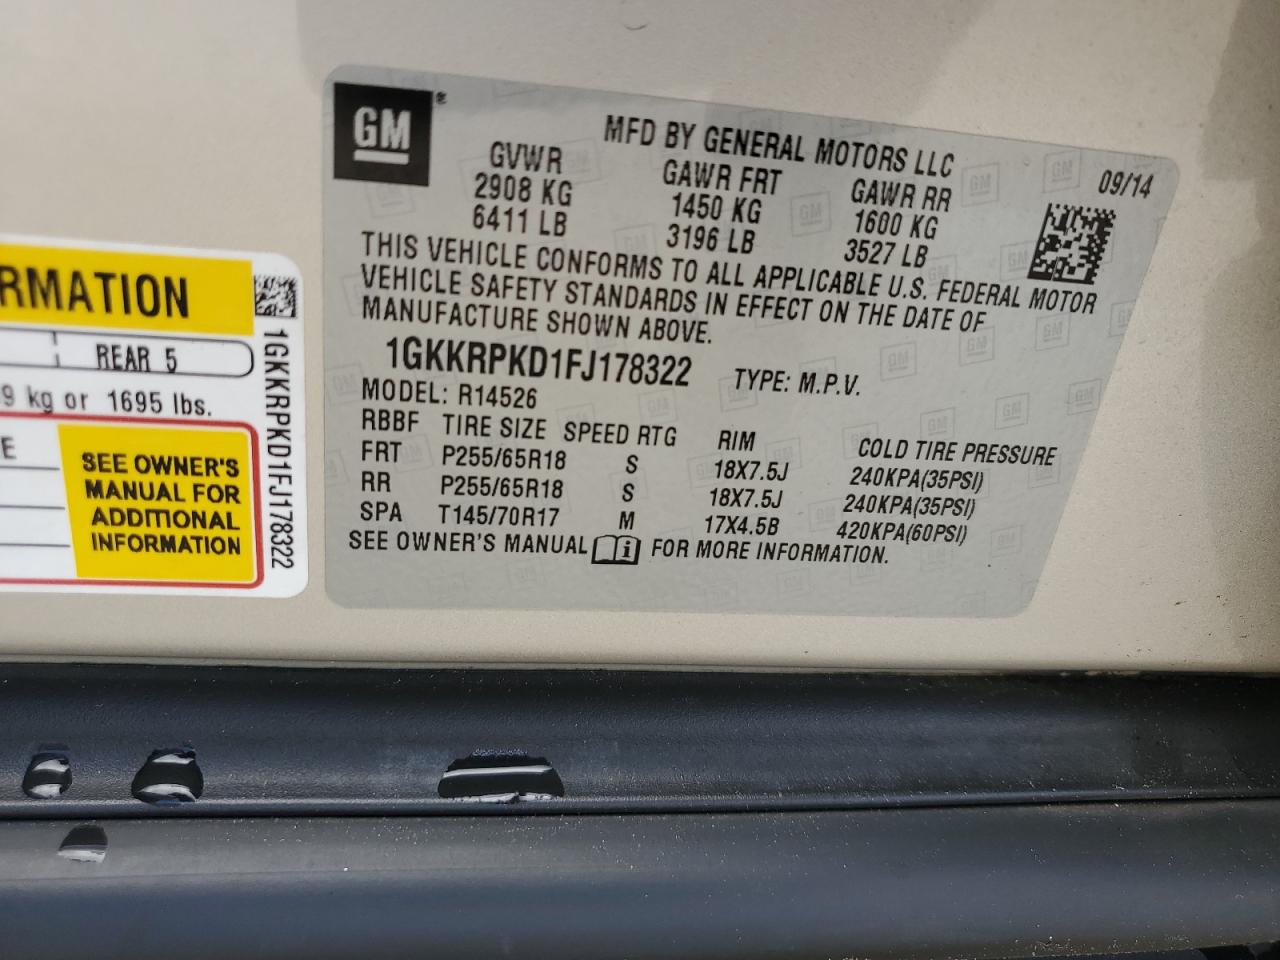 GM ®
MFD BY GENERAL MOTORS LLC
GVWR GAWR FRT GAWR RR 09/14
2908 KG 1450 KG 1600 KG
6411 LB 3196 LB 3527 LB
THIS VEHICLE CONFORMS TO ALL APPLICABLE U.S. FEDERAL MOTOR
VEHICLE SAFETY STANDARDS IN EFFECT ON THE DATE OF
MANUFACTURE SHOWN ABOVE.
1GKKRPKD1FJ178322 TYPE: M.P.V.
MODEL: R14526
RBBF TIRE SIZE SPEED RTG RIM COLD TIRE PRESSURE
FRT P255/65R18 S 18X7.5J 240KPA(35PSI)
RR P255/65R18 S 18X7.5J 240KPA(35PSI)
SPA T145/70R17 M 17X4.5B 420KPA(60PSI)
SEE OWNER'S MANUAL i FOR MORE INFORMATION.
RMATION
REAR 5
9 kg or 1695 lbs.
E
SEE OWNER'S
MANUAL FOR
ADDITIONAL
INFORMATION
1GKKRPKD1FJ178322